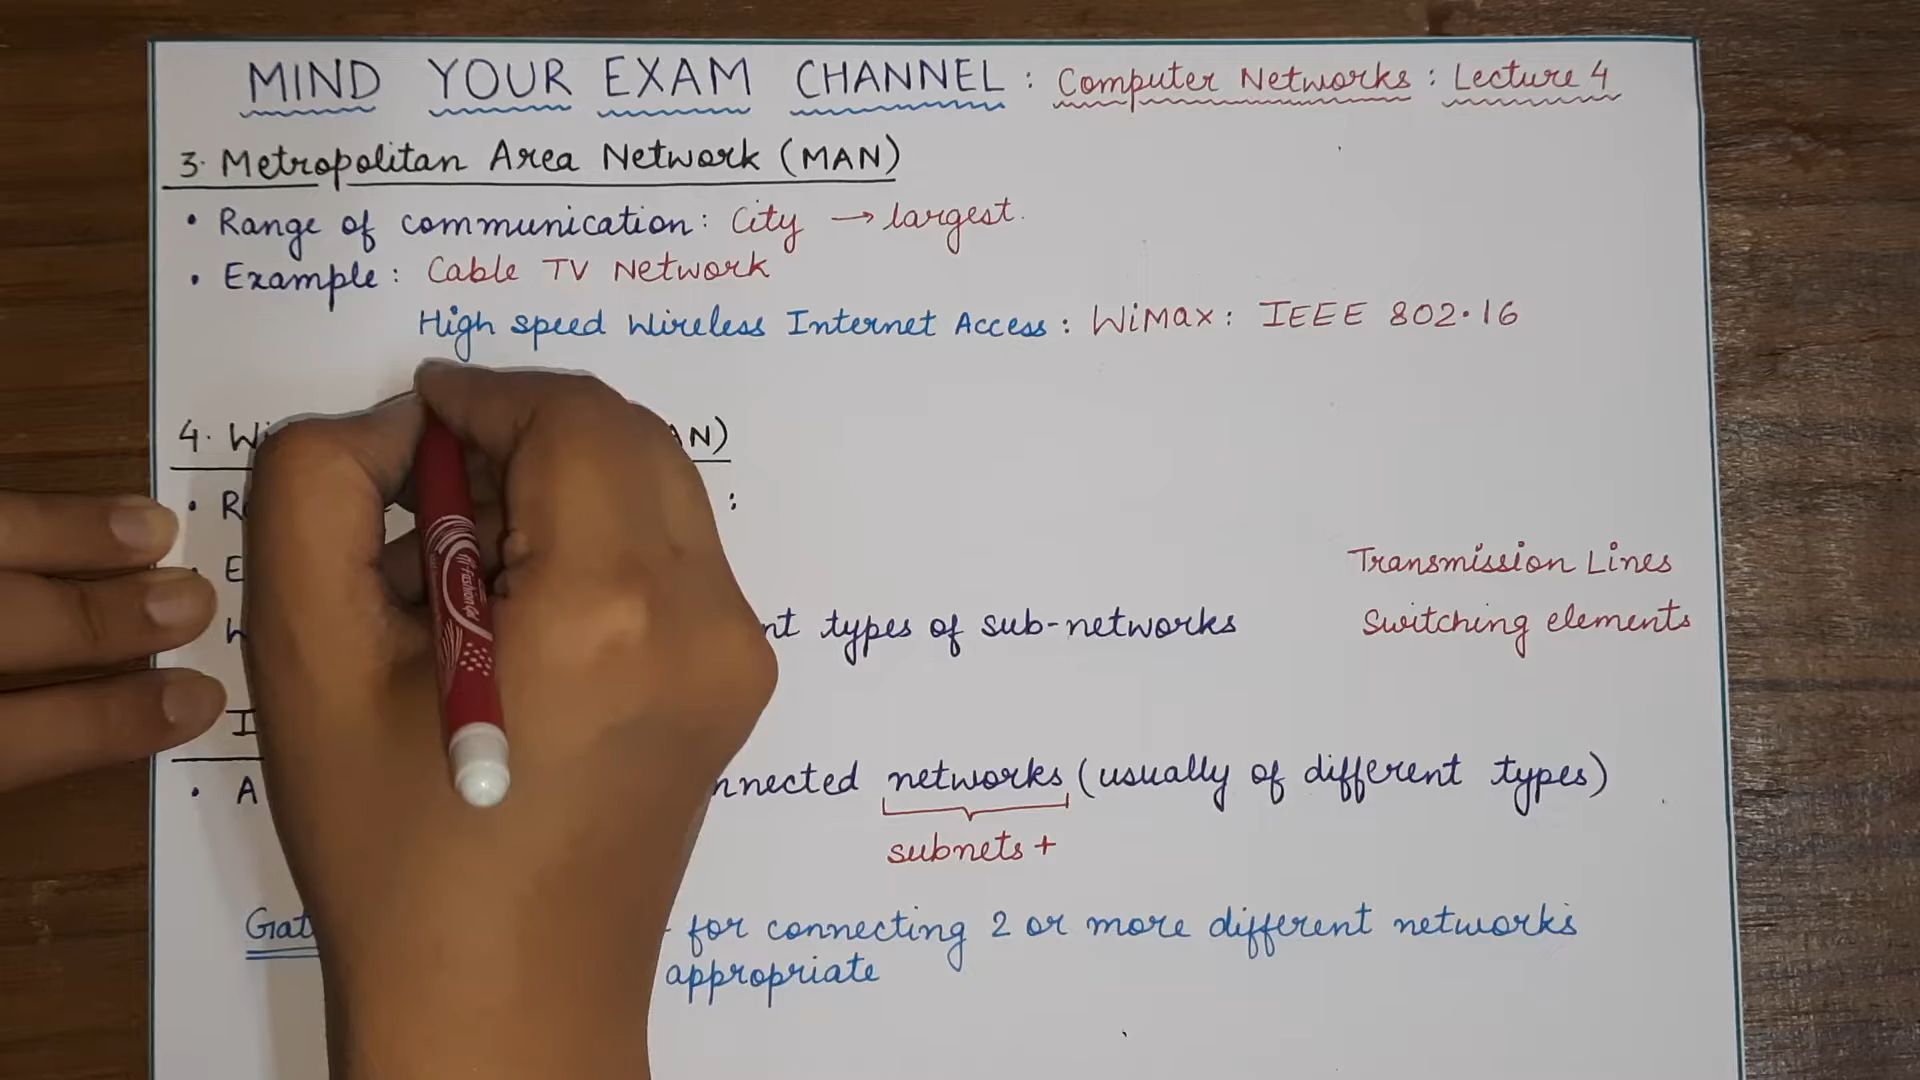 MIND YOUR EXAM CHANNEL : Computer Networks : Lecture 4
3. Metropolitan Area Network (MAN)
• Range of communication : City → largest.
• Example : Cable TV Network
High speed Wireless Internet Access : WiMax : IEEE 802.16
4. AN)
• :
types of sub-networks
Transmission Lines
Switching elements
• A networks (usually of different types)
subnets +
for connecting 2 or more different networks
appropriate